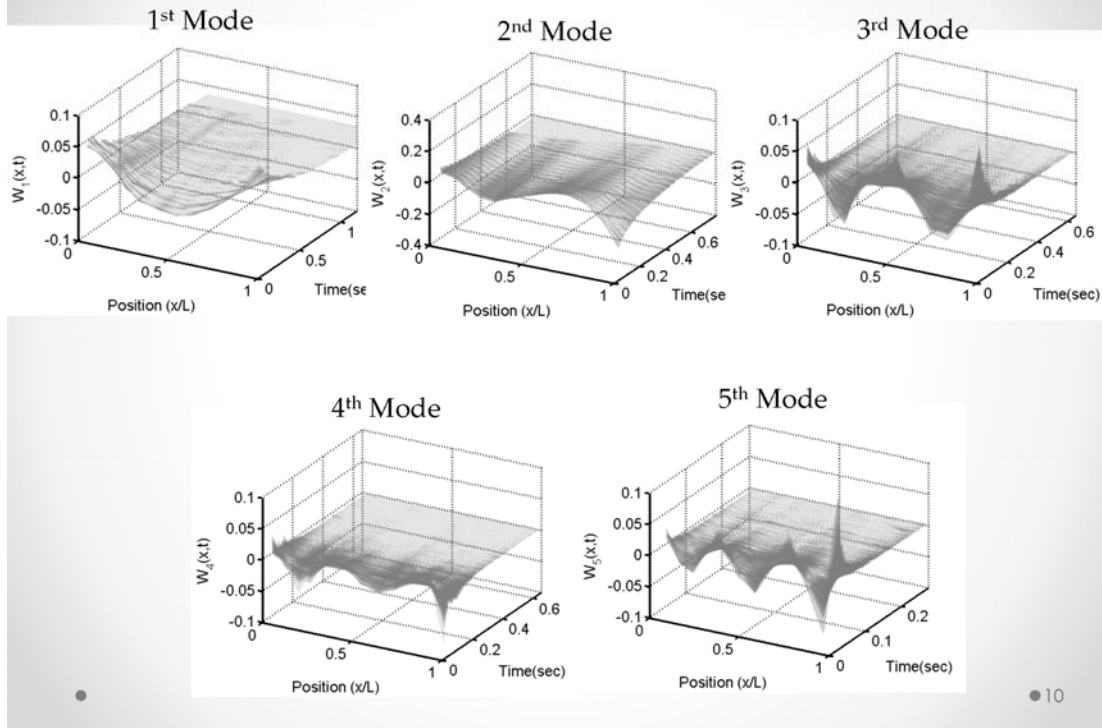 1st Mode
2nd Mode
3rd Mode
0.1
0.05
0
-0.05
-0.1
W1(x,t)
0
0.5
1
Position (x/L)
0
0.5
1
Time(se
0.4
0.2
0
-0.2
-0.4
W2(x,t)
0
0.5
1
Position (x/L)
0
0.2
0.4
0.6
Time(se
0.1
0.05
0
-0.05
-0.1
W3(x,t)
0
0.5
1
Position (x/L)
0
0.2
0.4
0.6
Time(sec)
4th Mode
5th Mode
0.1
0.05
0
-0.05
-0.1
W4(x,t)
0
0.5
1
Position (x/L)
0
0.2
0.4
0.6
Time(sec)
0.1
0.05
0
-0.05
-0.1
W5(x,t)
0
0.5
1
Position (x/L)
0
0.1
0.2
Time(sec)
10